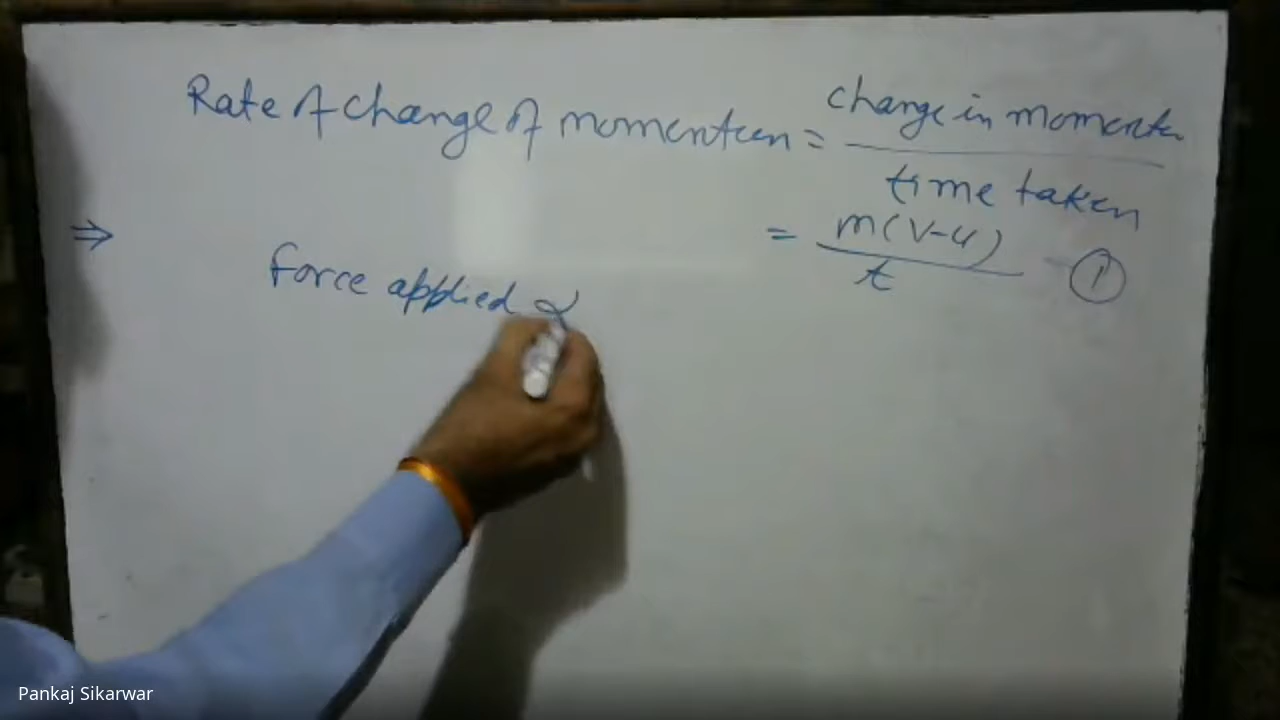 Rate of change of momentum = change in momentum
time taken
⇒ = m(v-u) ①
t
force applied ∝
Pankaj Sikarwar